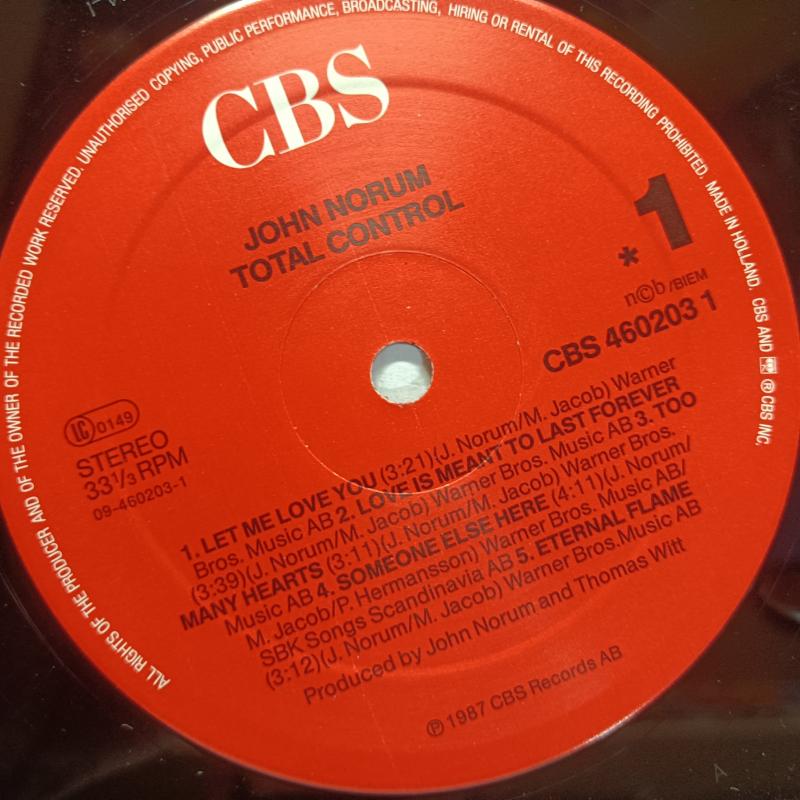 ALL RIGHTS OF THE PRODUCER AND OF THE OWNER OF THE RECORDED WORK RESERVED. UNAUTHORISED COPYING, PUBLIC PERFORMANCE, BROADCASTING, HIRING OR RENTAL OF THIS RECORDING PROHIBITED. MADE IN HOLLAND. CBS AND ℗ CBS INC.
CBS
JOHN NORUM
TOTAL CONTROL
1
*
n©b/BIEM
CBS 460203 1
LC 0149
STEREO
33⅓ RPM
09-460203-1
1. LET ME LOVE YOU (3:21)(J. Norum/M. Jacob) Warner
Bros. Music AB 2. LOVE IS MEANT TO LAST FOREVER
(3:39)(J. Norum/M. Jacob) Warner Bros. Music AB 3. TOO
MANY HEARTS (3:11)(J. Norum/M. Jacob) Warner Bros.
Music AB 4. SOMEONE ELSE HERE (4:11)(J. Norum/
M. Jacob/P. Hermansson) Warner Bros. Music AB/
SBK Songs Scandinavia AB 5. ETERNAL FLAME
(3:12)(J. Norum/M. Jacob) Warner Bros.Music AB
Produced by John Norum and Thomas Witt
℗ 1987 CBS Records AB